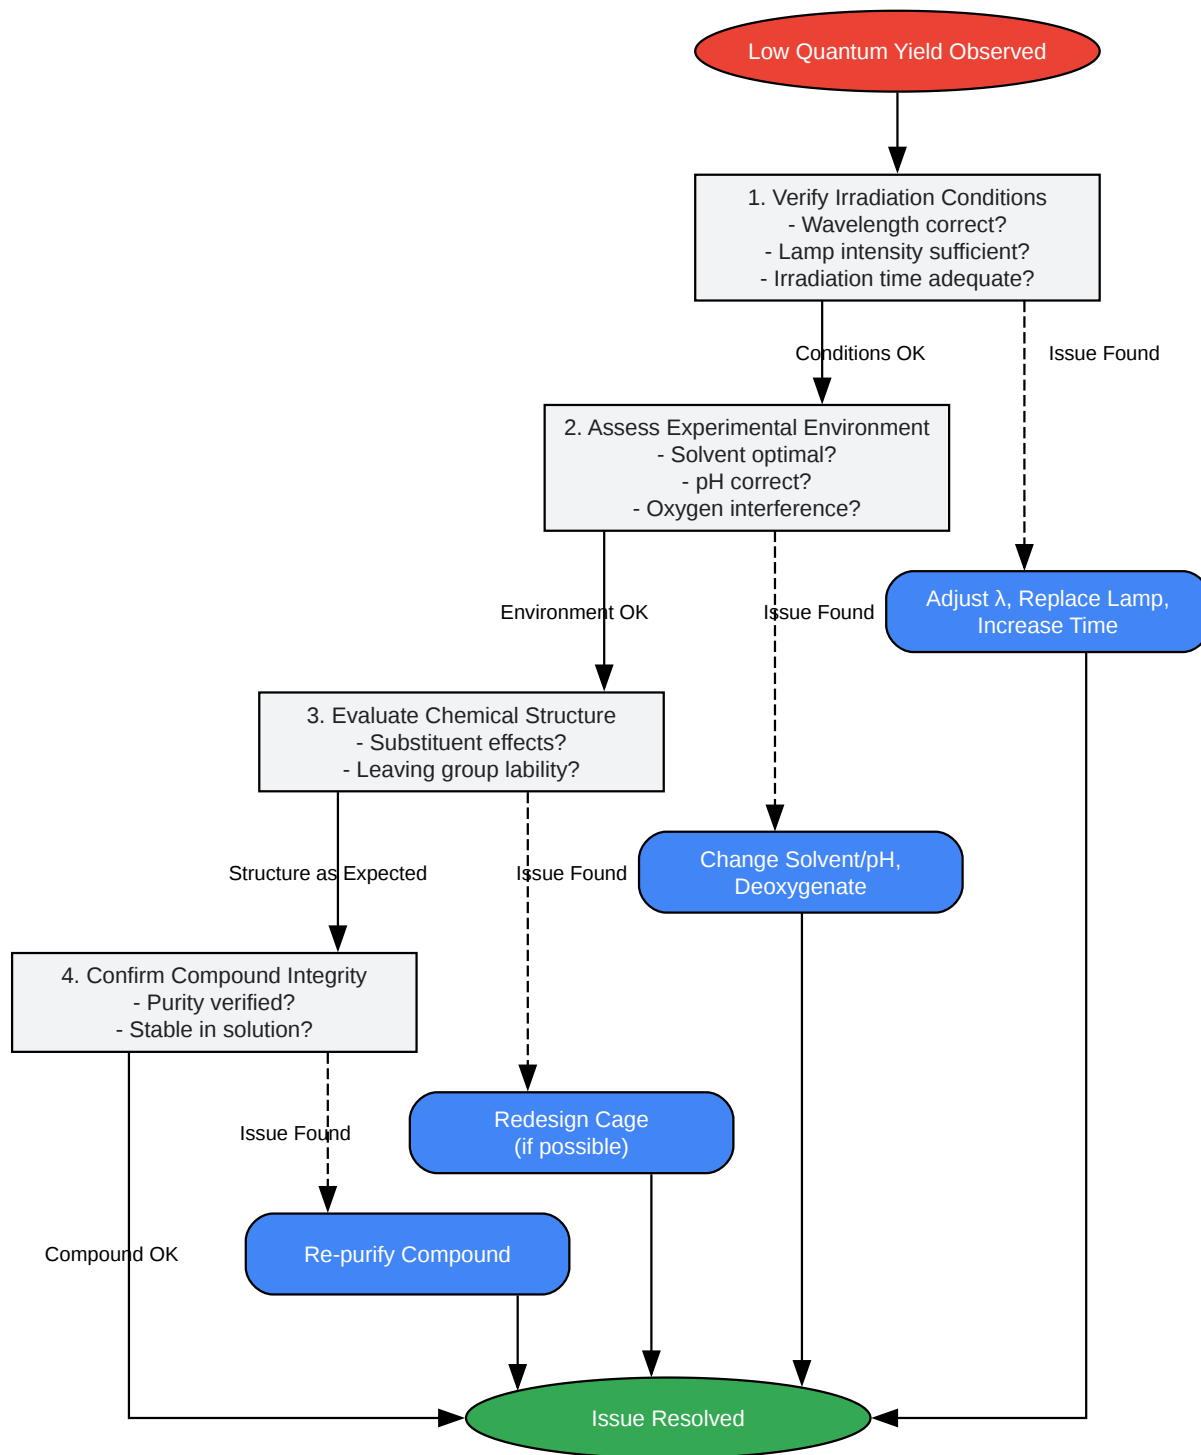 Low Quantum Yield Observed
1. Verify Irradiation Conditions
- Wavelength correct?
- Lamp intensity sufficient?
- Irradiation time adequate?
Conditions OK
Issue Found
2. Assess Experimental Environment
- Solvent optimal?
- pH correct?
- Oxygen interference?
Environment OK
Issue Found
Adjust λ, Replace Lamp,
Increase Time
3. Evaluate Chemical Structure
- Substituent effects?
- Leaving group lability?
Structure as Expected
Issue Found
Change Solvent/pH,
Deoxygenate
4. Confirm Compound Integrity
- Purity verified?
- Stable in solution?
Issue Found
Redesign Cage
(if possible)
Compound OK
Re-purify Compound
Issue Resolved